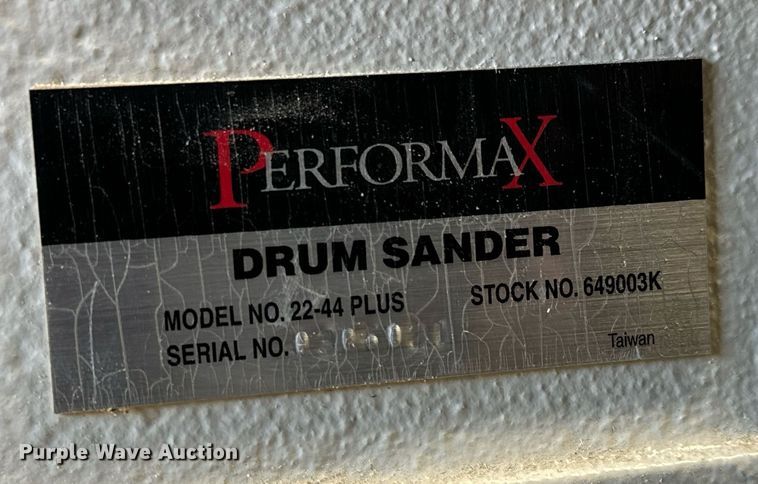 PERFORMAX
DRUM SANDER
MODEL NO. 22-44 PLUS
STOCK NO. 649003K
SERIAL NO.
Taiwan
Purple Wave Auction